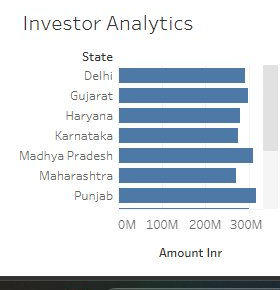 Investor Analytics
State
Delhi
Gujarat
Haryana
Karnataka
Madhya Pradesh
Maharashtra
Punjab
0M 100M 200M 300M
Amount Inr